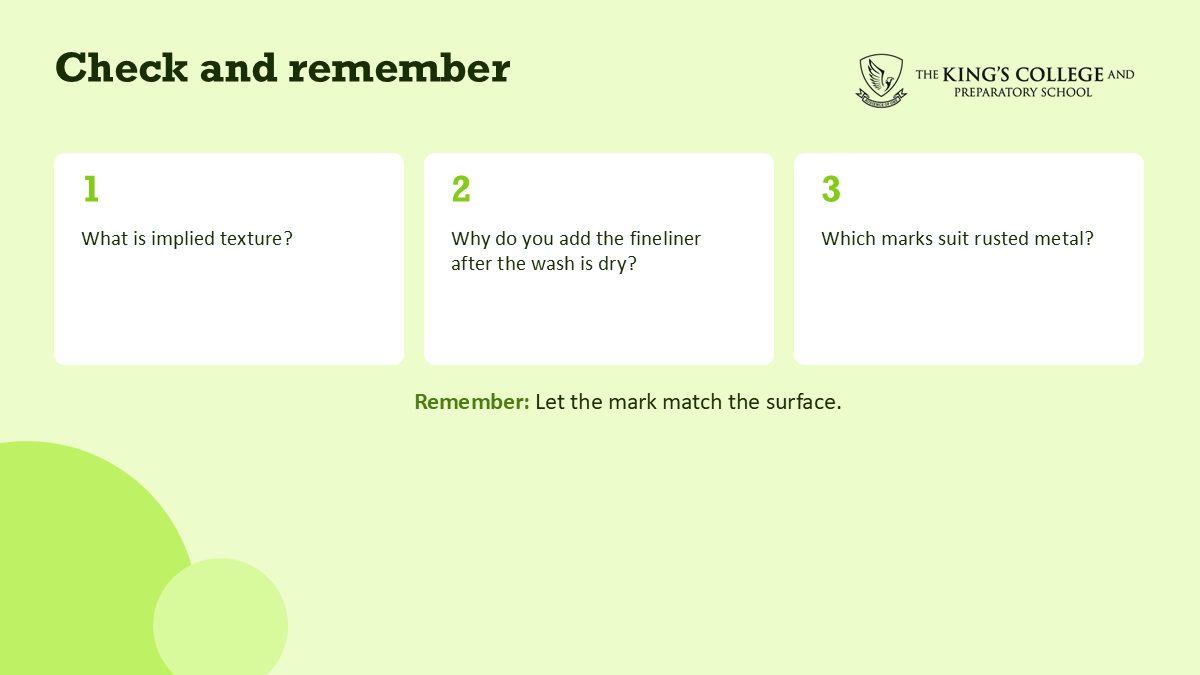 Check and remember
THE KING'S COLLEGE AND
PREPARATORY SCHOOL
1
What is implied texture?
2
Why do you add the fineliner
after the wash is dry?
3
Which marks suit rusted metal?
Remember: Let the mark match the surface.